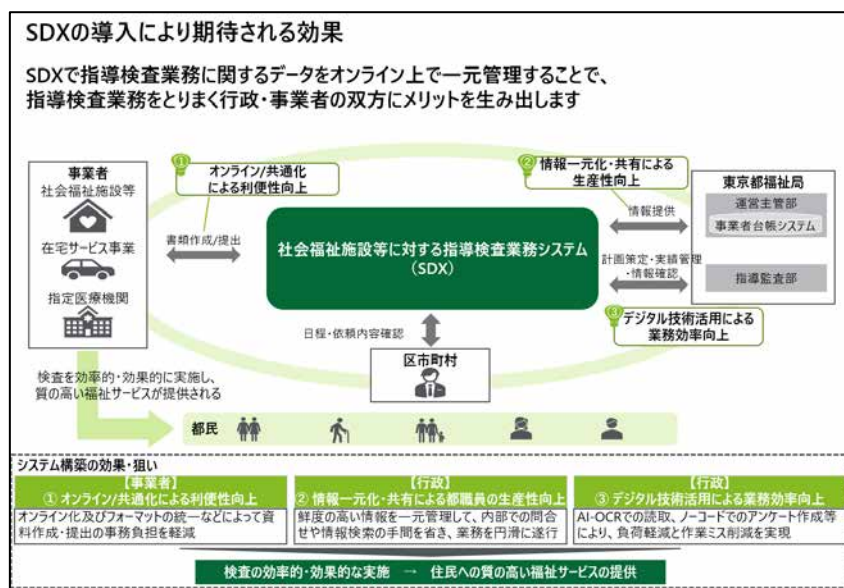 SDXの導入により期待される効果
SDXで指導検査業務に関するデータをオンライン上で一元管理することで、
指導検査業務をとりまく行政・事業者の双方にメリットを生み出します
事業者
社会福祉施設等
在宅サービス事業
指定医療機関
①
オンライン/共通化
による利便性向上
書類作成/提出
②
情報一元化・共有による
生産性向上
情報提供
東京都福祉局
運営主管部
事業者台帳システム
指導監査部
社会福祉施設等に対する指導検査業務システム
(SDX)
計画策定・実績管理
・情報確認
③
デジタル技術活用による
業務効率向上
日程・依頼内容確認
区市町村
検査を効率的・効果的に実施し、
質の高い福祉サービスが提供される
都民
システム構築の効果・狙い
【事業者】
① オンライン/共通化による利便性向上
オンライン化及びフォーマットの統一などによって資
料作成・提出の事務負担を軽減
【行政】
② 情報一元化・共有による都職員の生産性向上
鮮度の高い情報を一元管理して、内部での問合
せや情報検索の手間を省き、業務を円滑に遂行
【行政】
③ デジタル技術活用による業務効率向上
AI-OCRでの読取、ノーコードでのアンケート作成等
により、負荷軽減と作業ミス削減を実現
検査の効率的・効果的な実施 → 住民への質の高い福祉サービスの提供